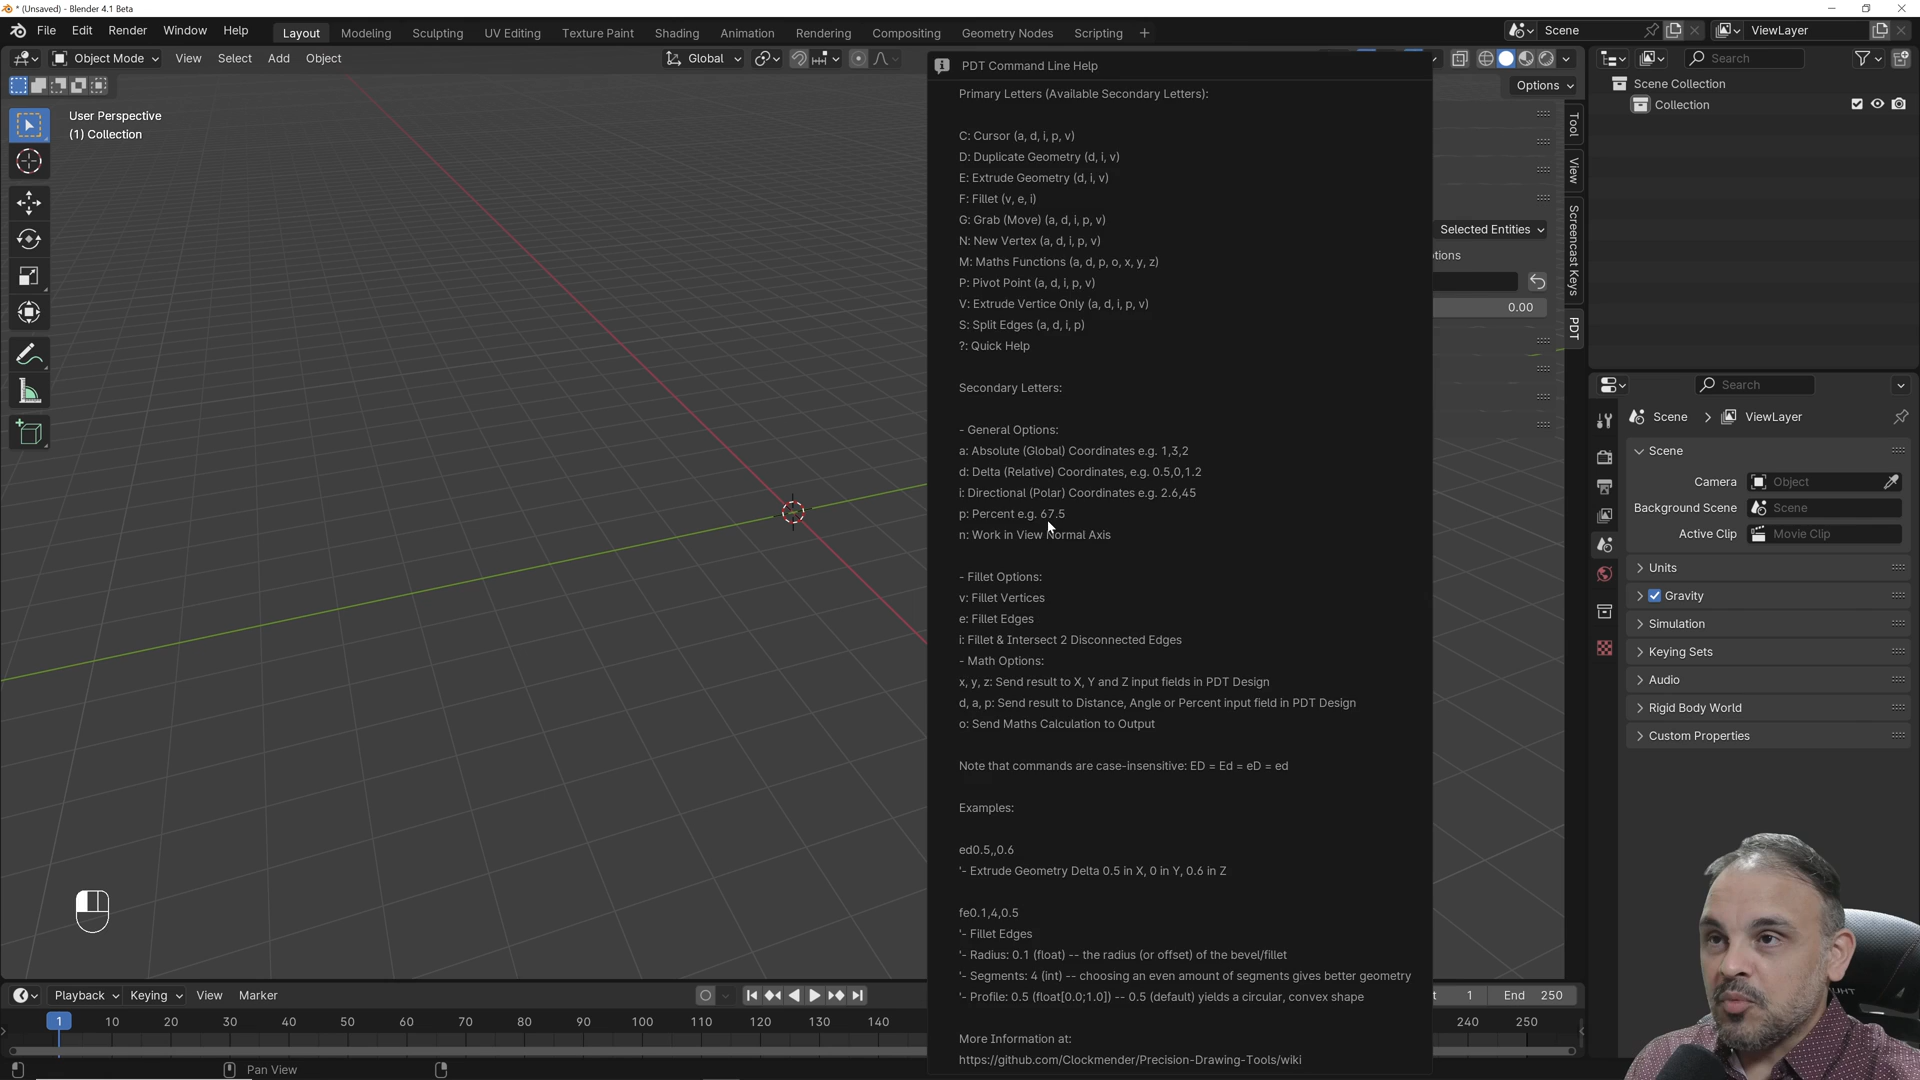 * (Unsaved) - Blender 4.1 Beta
File Edit Render Window Help Layout Modeling Sculpting UV Editing Texture Paint Shading Animation Rendering Compositing Geometry Nodes Scripting + Scene ViewLayer
Object Mode View Select Add Object Global Search
Options
PDT Command Line Help
Primary Letters (Available Secondary Letters):
C: Cursor (a, d, i, p, v)
D: Duplicate Geometry (d, i, v)
E: Extrude Geometry (d, i, v)
F: Fillet (v, e, i)
G: Grab (Move) (a, d, i, p, v)
N: New Vertex (a, d, i, p, v)
M: Maths Functions (a, d, p, o, x, y, z)
P: Pivot Point (a, d, i, p, v)
V: Extrude Vertice Only (a, d, i, p, v)
S: Split Edges (a, d, i, p)
?: Quick Help
Secondary Letters:
- General Options:
a: Absolute (Global) Coordinates e.g. 1,3,2
d: Delta (Relative) Coordinates, e.g. 0.5,0,1.2
i: Directional (Polar) Coordinates e.g. 2.6,45
p: Percent e.g. 67.5
n: Work in View Normal Axis
- Fillet Options:
v: Fillet Vertices
e: Fillet Edges
i: Fillet & Intersect 2 Disconnected Edges
- Math Options:
x, y, z: Send result to X, Y and Z input fields in PDT Design
d, a, p: Send result to Distance, Angle or Percent input field in PDT Design
o: Send Maths Calculation to Output
Note that commands are case-insensitive: ED = Ed = eD = ed
Examples:
ed0.5,,0.6
'- Extrude Geometry Delta 0.5 in X, 0 in Y, 0.6 in Z
fe0.1,4,0.5
'- Fillet Edges
'- Radius: 0.1 (float) -- the radius (or offset) of the bevel/fillet
'- Segments: 4 (int) -- choosing an even amount of segments gives better geometry
'- Profile: 0.5 (float[0.0;1.0]) -- 0.5 (default) yields a circular, convex shape
More Information at:
https://github.com/Clockmender/Precision-Drawing-Tools/wiki
User Perspective
(1) Collection
Selected Entities
tions
0.00
Tool
View
Screencast Keys
PDT
Scene Collection
Collection
Search
Scene > ViewLayer
Scene
Camera Object
Background Scene Scene
Active Clip Movie Clip
Units
Gravity
Simulation
Keying Sets
Audio
Rigid Body World
Custom Properties
Playback Keying View Marker
t 1 End 250
1 10 20 30 40 50 60 70 80 90 100 110 120 130 140 240 250
Pan View